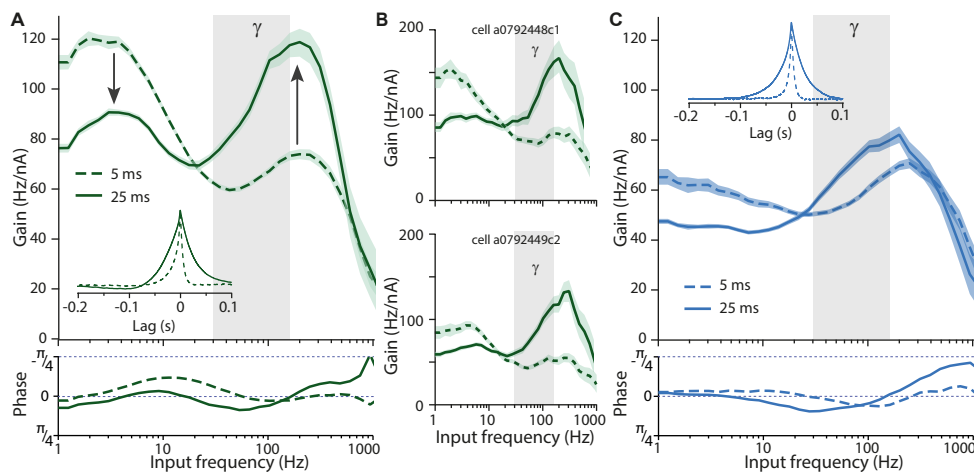 A
γ
120
100
80
60
40
20
0
Gain (Hz/nA)
5 ms
25 ms
-0.2
-0.1
0
0.1
Lag (s)
-π/4
0
π/4
Phase
1
10
100
1000
Input frequency (Hz)
B
cell a0792448c1
γ
200
150
100
50
0
Gain (Hz/nA)
cell a0792449c2
γ
200
100
0
Gain (Hz/nA)
1
10
100
1000
Input frequency (Hz)
C
γ
120
100
80
60
40
20
0
Gain (Hz/nA)
-0.2
-0.1
0
0.1
Lag (s)
5 ms
25 ms
-π/4
0
π/4
Phase
1
10
100
1000
Input frequency (Hz)